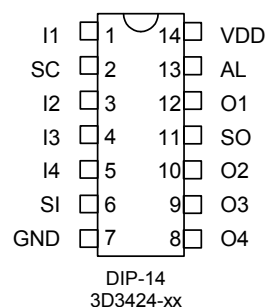 I1 1 14 VDD
SC 2 13 AL
I2 3 12 O1
I3 4 11 SO
I4 5 10 O2
SI 6 9 O3
GND 7 8 O4
DIP-14
3D3424-xx